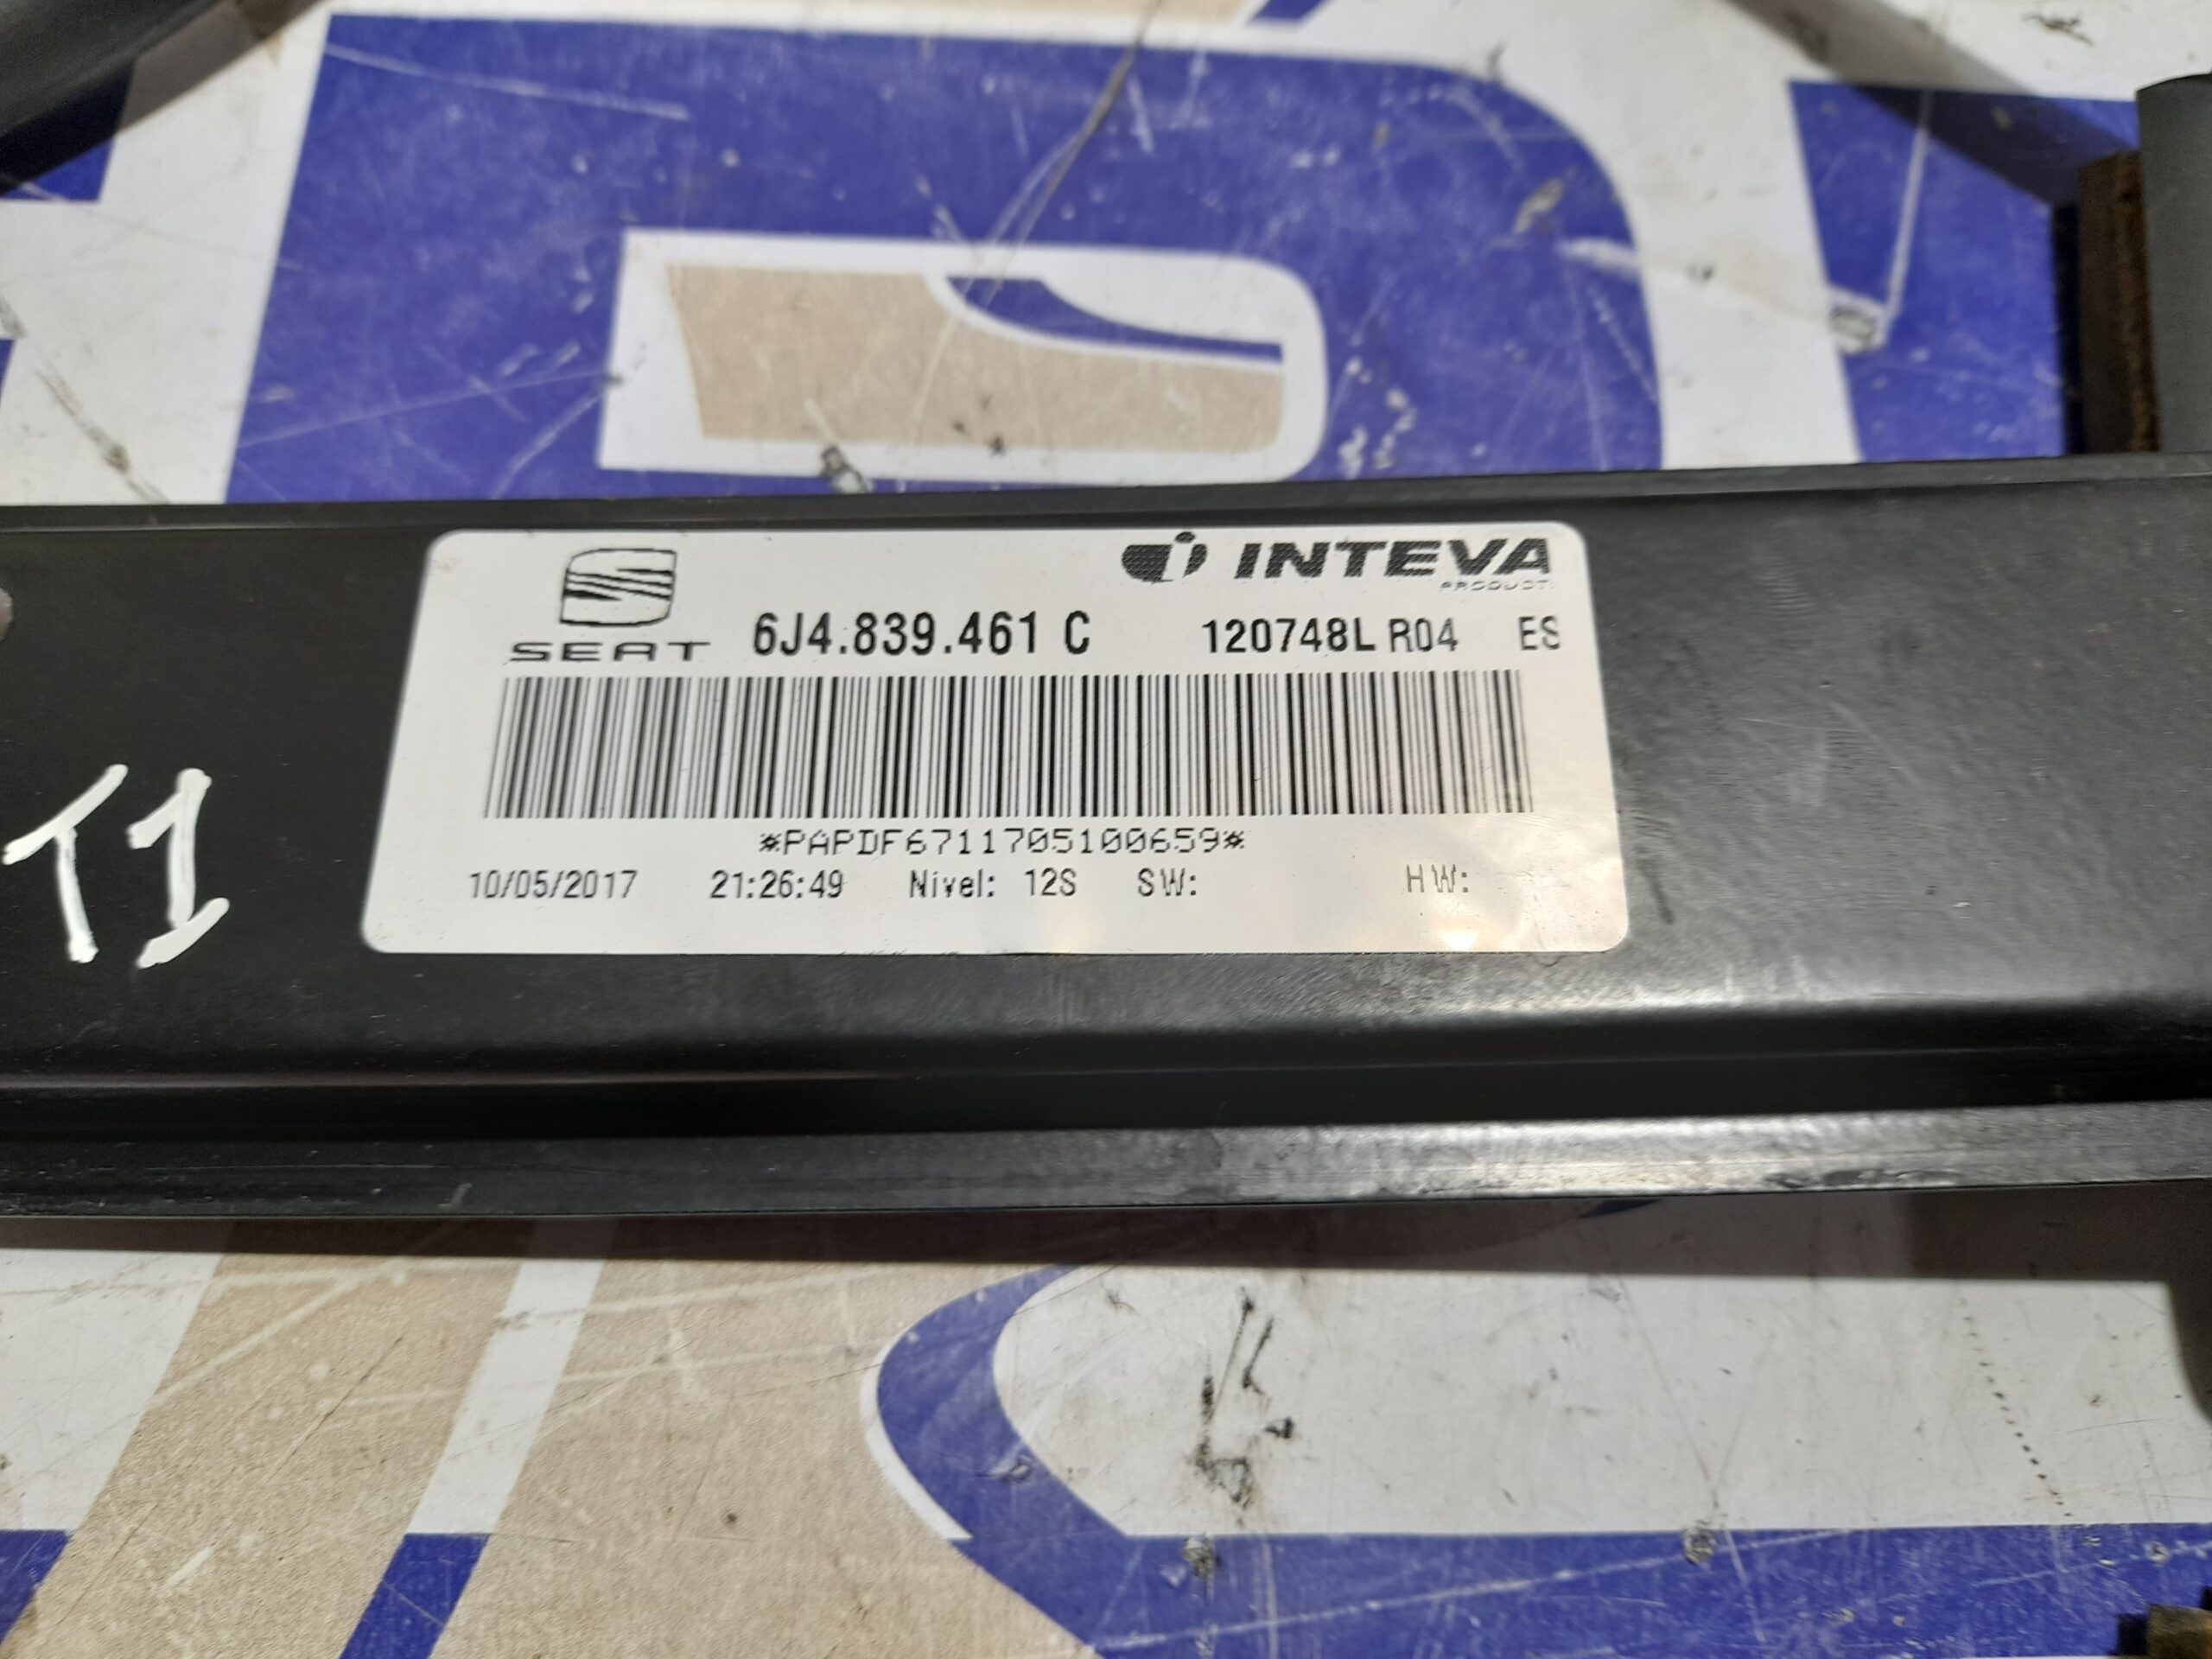 INTEVA
PRODUCT
SEAT 6J4.839.461 C 120748L R04 ES
*PAPDF6711705100659*
10/05/2017 21:26:49 Nivel: 12S SW: HW:
T1